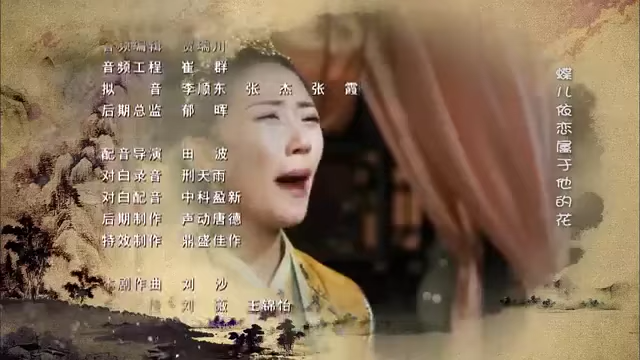 音频编辑 贺瑞川
音频工程 崔 群
拟 音 李顺东 张 杰 张 霞
后期总监 郁 晖
配音导演 田 波
对白录音 刑天雨
对白配音 中科盈新
后期制作 声动唐德
特效制作 鼎盛佳作
剧作曲 刘 沙
刘 薇 王锦怡
蝶儿依恋属于他的花